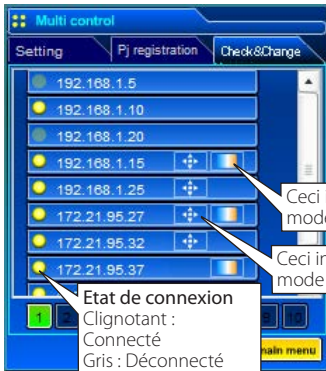 Multi control
Setting Pj registration Check&Change
192.168.1.5
192.168.1.10
192.168.1.20
192.168.1.15
192.168.1.25
172.21.95.27
172.21.95.32
172.21.95.37
Ceci
mode
Ceci in
mode
Etat de connexion
Clignotant :
Connecté
Gris : Déconnecté
1 10
main menu